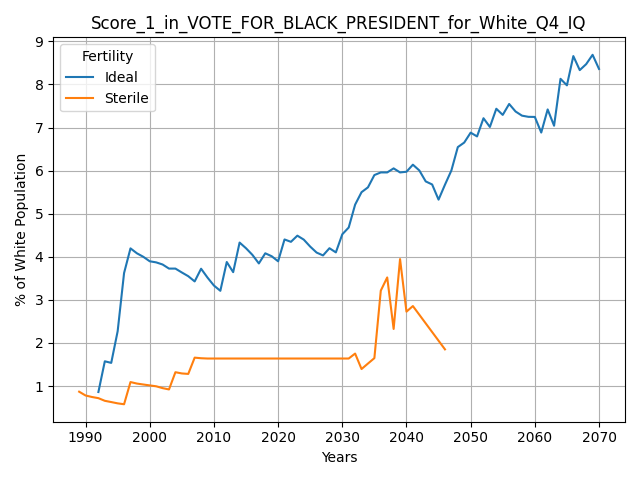 Score_1_in_VOTE_FOR_BLACK_PRESIDENT_for_White_Q4_IQ
Fertility
Ideal
Sterile
% of White Population
9
8
7
6
5
4
3
2
1
1990 2000 2010 2020 2030 2040 2050 2060 2070
Years